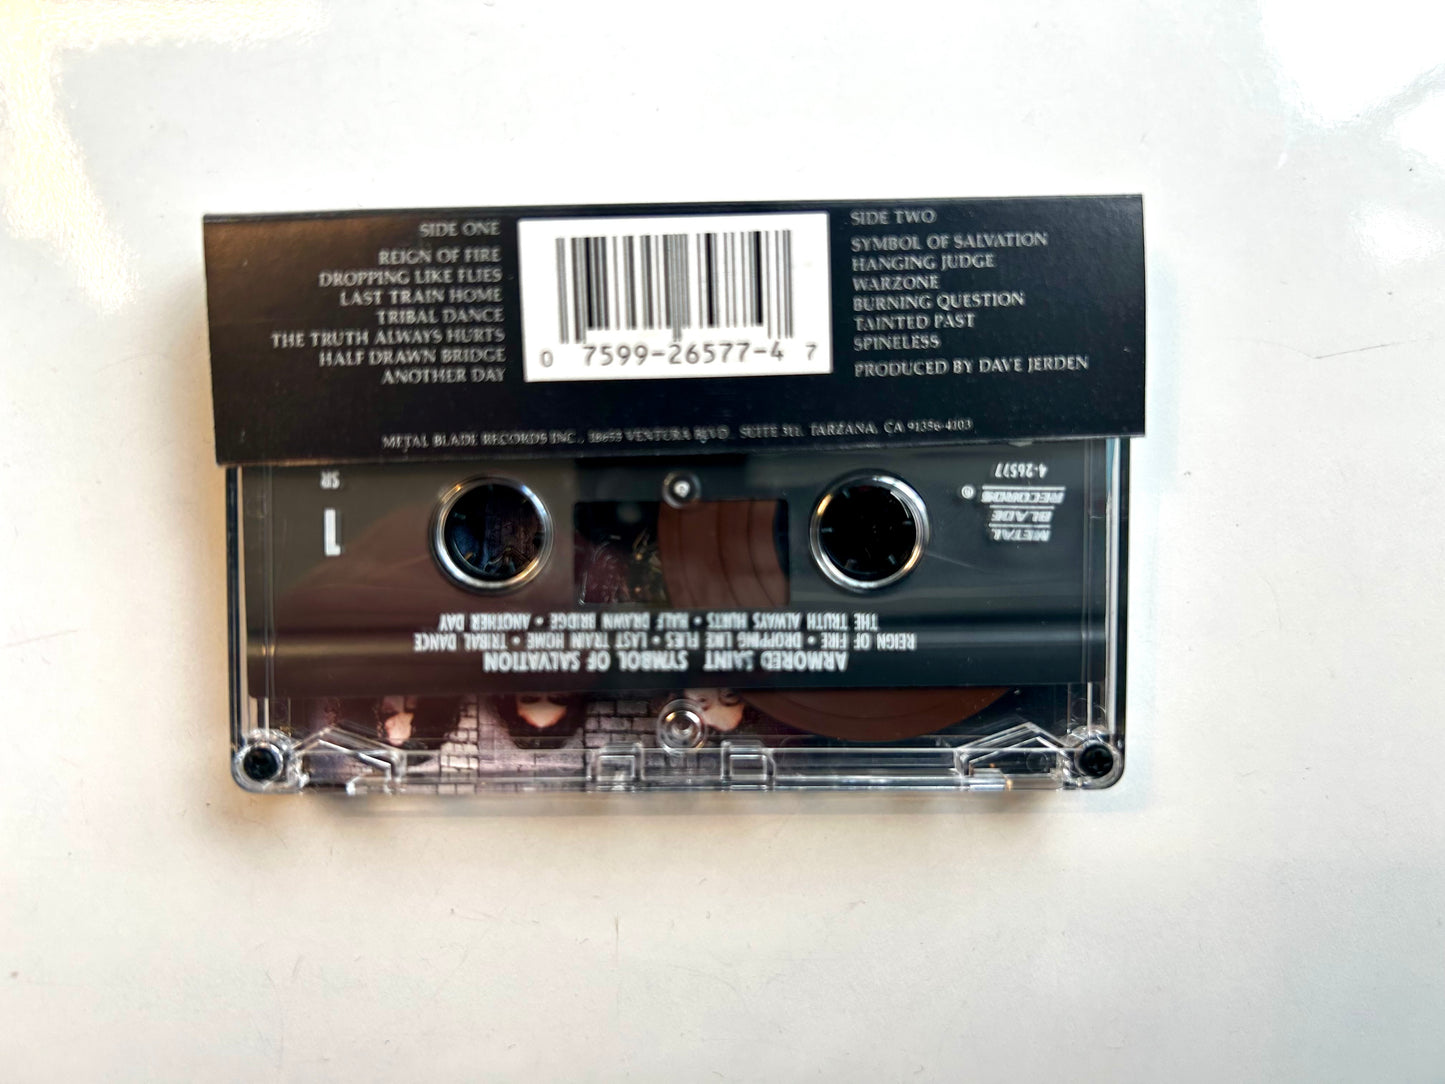 SIDE ONE
REIGN OF FIRE
DROPPING LIKE FLIES
LAST TRAIN HOME
TRIBAL DANCE
THE TRUTH ALWAYS HURTS
HALF DRAWN BRIDGE
ANOTHER DAY
0 7599-26577-4 7
SIDE TWO
SYMBOL OF SALVATION
HANGING JUDGE
WARZONE
BURNING QUESTION
TAINTED PAST
SPINELESS
PRODUCED BY DAVE JERDEN
METAL BLADE RECORDS INC., 18653 VENTURA BLVD. SUITE 311, TARZANA, CA 91356-4103
ARMORED SAINT SYMBOL OF SALVATION
REIGN OF FIRE • DROPPING LIKE FLIES • LAST TRAIN HOME • TRIBAL DANCE
THE TRUTH ALWAYS HURTS • HALF DRAWN BRIDGE • ANOTHER DAY
METAL
BLADE
RECORDS ®
4-26577
1
SR